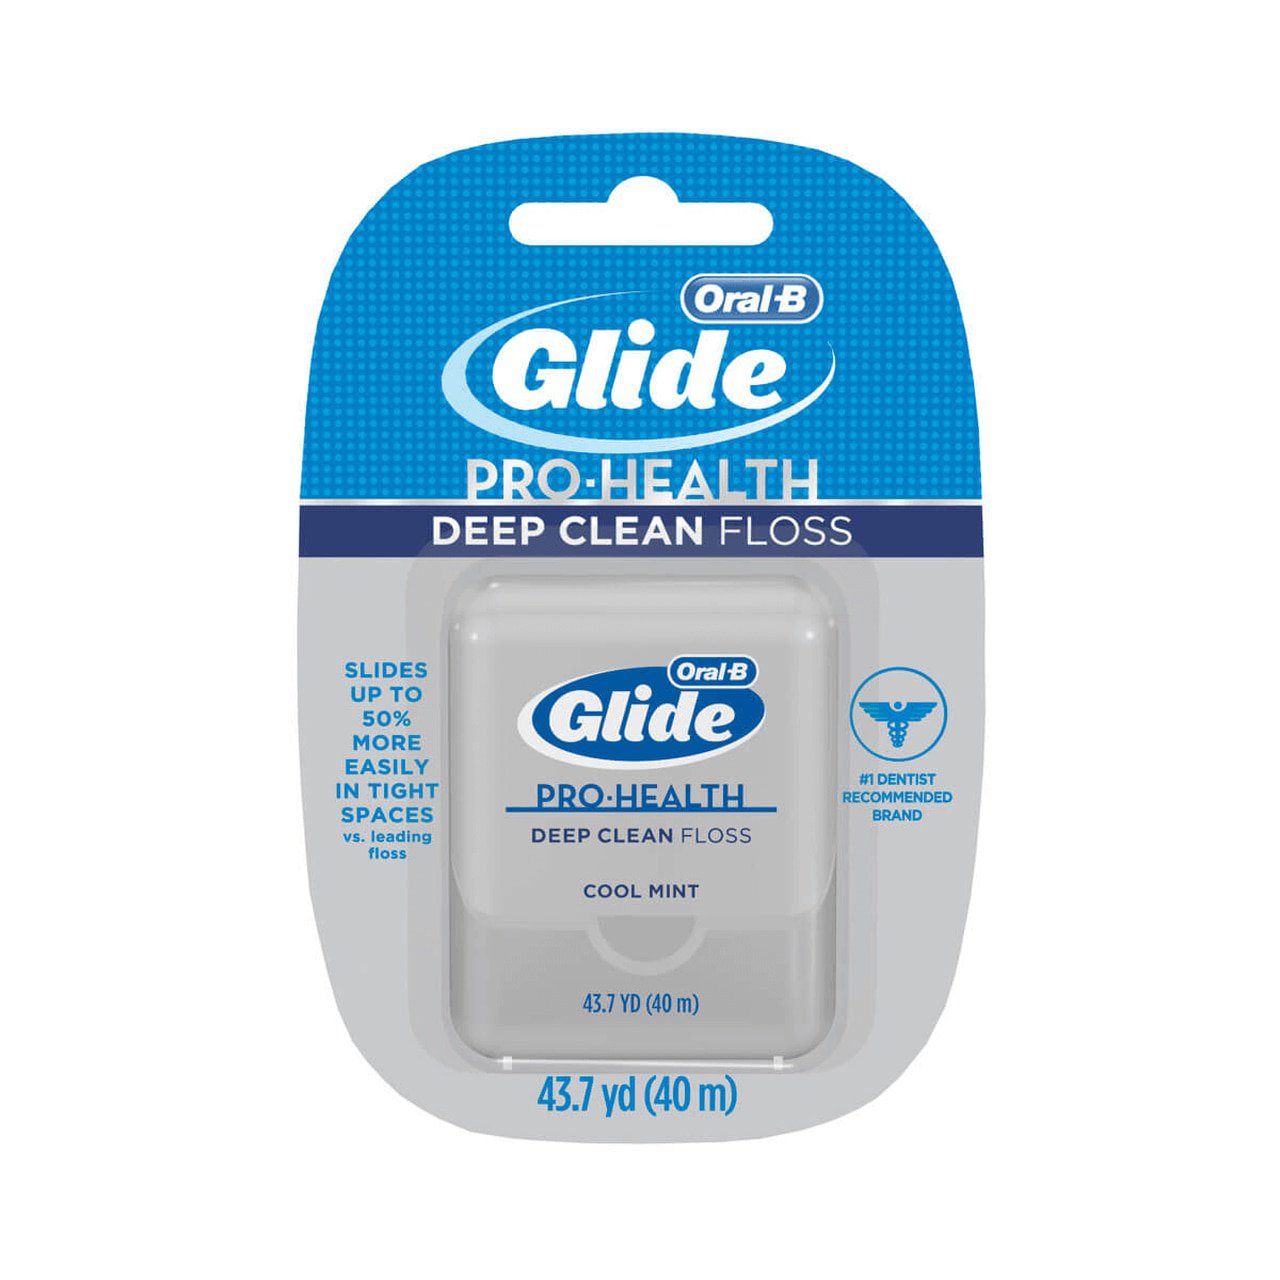 Oral-B
Glide
PRO-HEALTH
DEEP CLEAN FLOSS
SLIDES
UP TO
50%
MORE
EASILY
IN TIGHT
SPACES
vs. leading
floss
Oral-B
Glide
PRO-HEALTH
DEEP CLEAN FLOSS
COOL MINT
43.7 YD (40 m)
#1 DENTIST
RECOMMENDED
BRAND
43.7 yd (40 m)